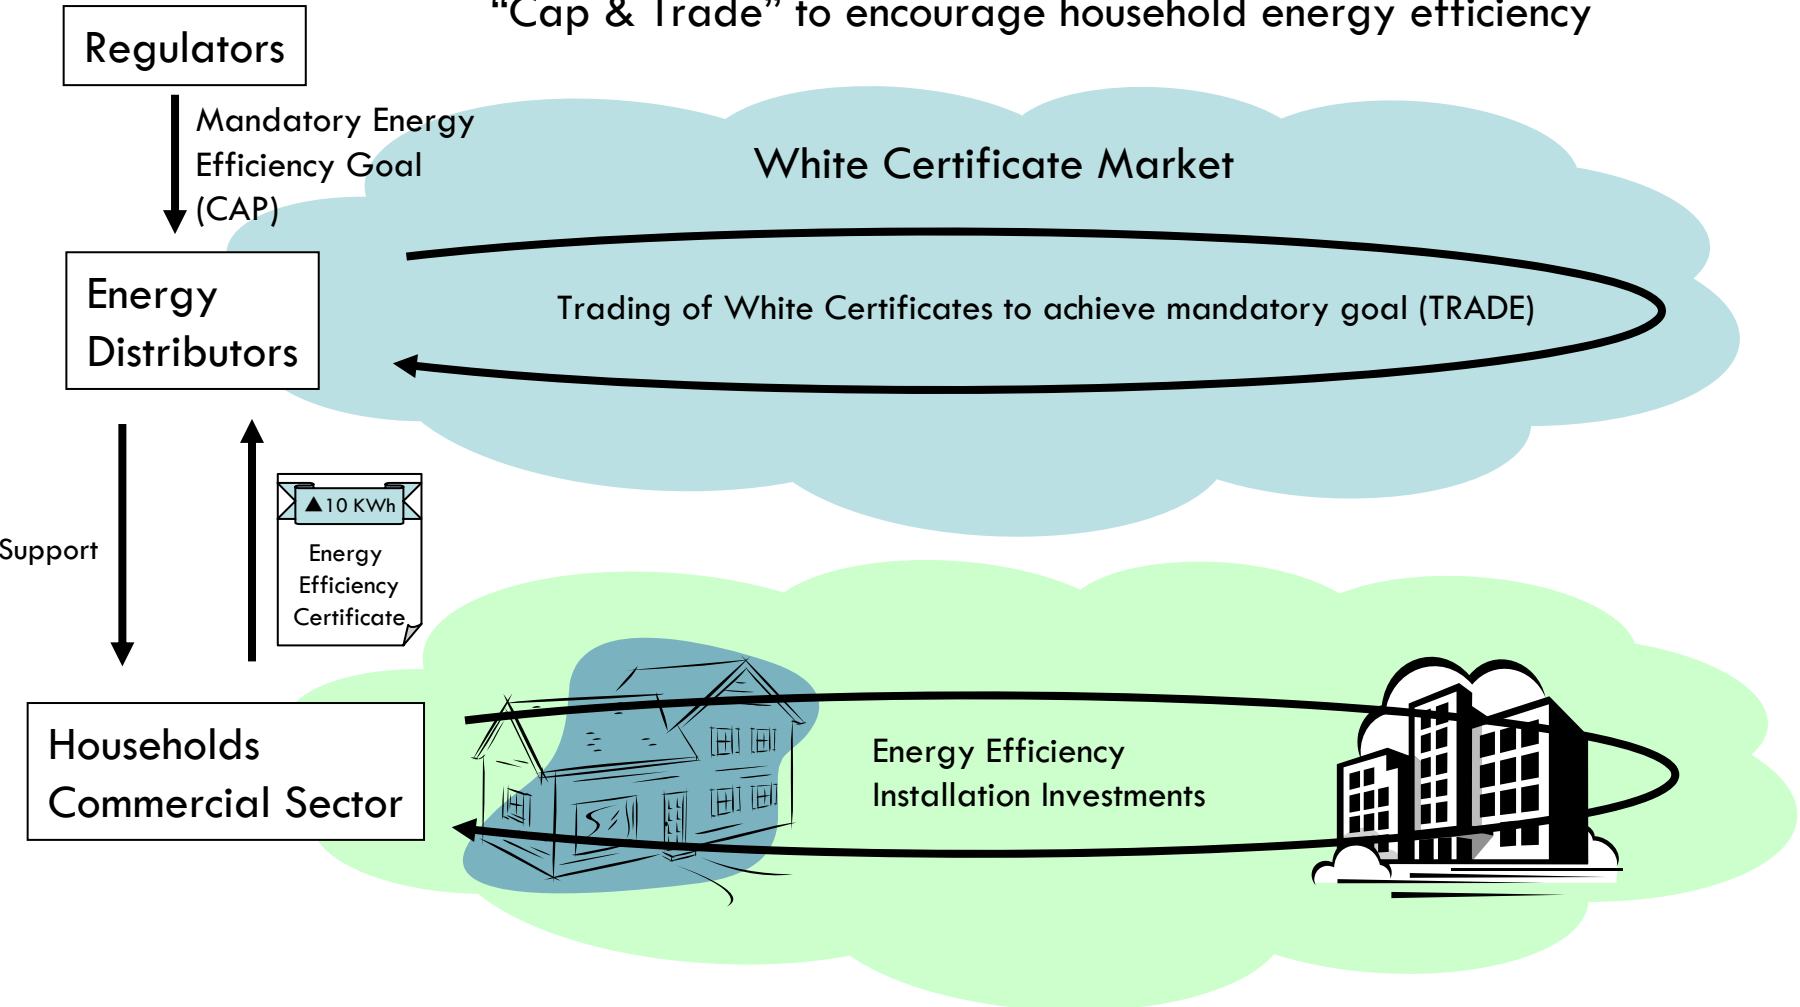 “Cap & Trade” to encourage household energy efficiency
Regulators
Mandatory Energy
Efficiency Goal
(CAP)
White Certificate Market
Energy
Distributors
Trading of White Certificates to achieve mandatory goal (TRADE)
▲10 KWh
Energy
Efficiency
Certificate
Support
Households
Commercial Sector
Energy Efficiency
Installation Investments